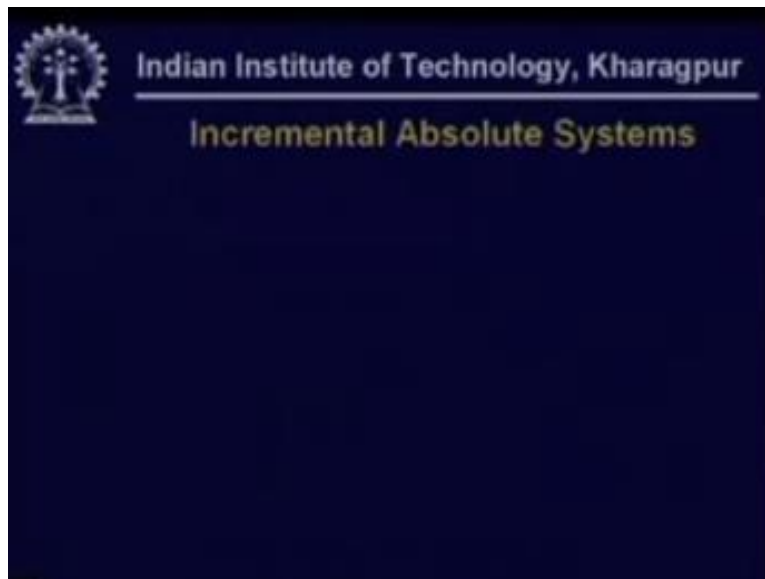 Indian Institute of Technology, Kharagpur
Incremental Absolute Systems